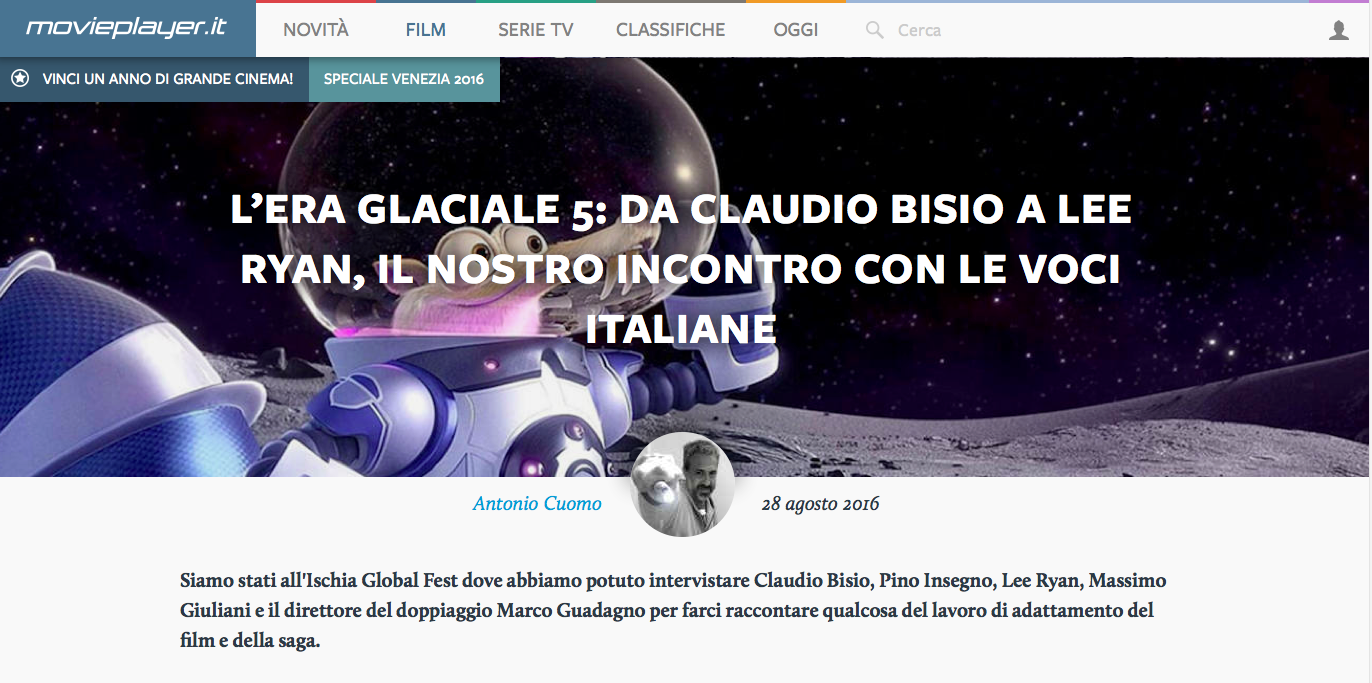 movieplayer.it
NOVITÀ FILM SERIE TV CLASSIFICHE OGGI Cerca
VINCI UN ANNO DI GRANDE CINEMA! SPECIALE VENEZIA 2016
L’ERA GLACIALE 5: DA CLAUDIO BISIO A LEE
RYAN, IL NOSTRO INCONTRO CON LE VOCI
ITALIANE
Antonio Cuomo 28 agosto 2016
Siamo stati all'Ischia Global Fest dove abbiamo potuto intervistare Claudio Bisio, Pino Insegno, Lee Ryan, Massimo
Giuliani e il direttore del doppiaggio Marco Guadagno per farci raccontare qualcosa del lavoro di adattamento del
film e della saga.